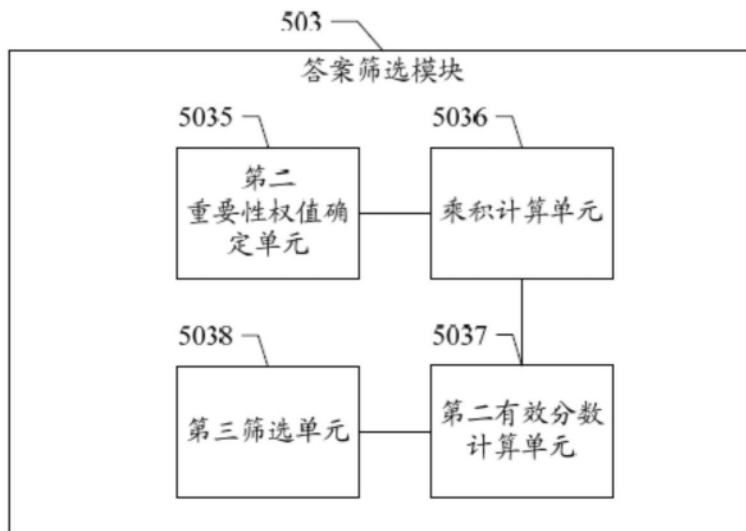 503
答案筛选模块
5035
5036
第二
重要性权值确
定单元
乘积计算单元
5038
5037
第三筛选单元
第二有效分数
计算单元